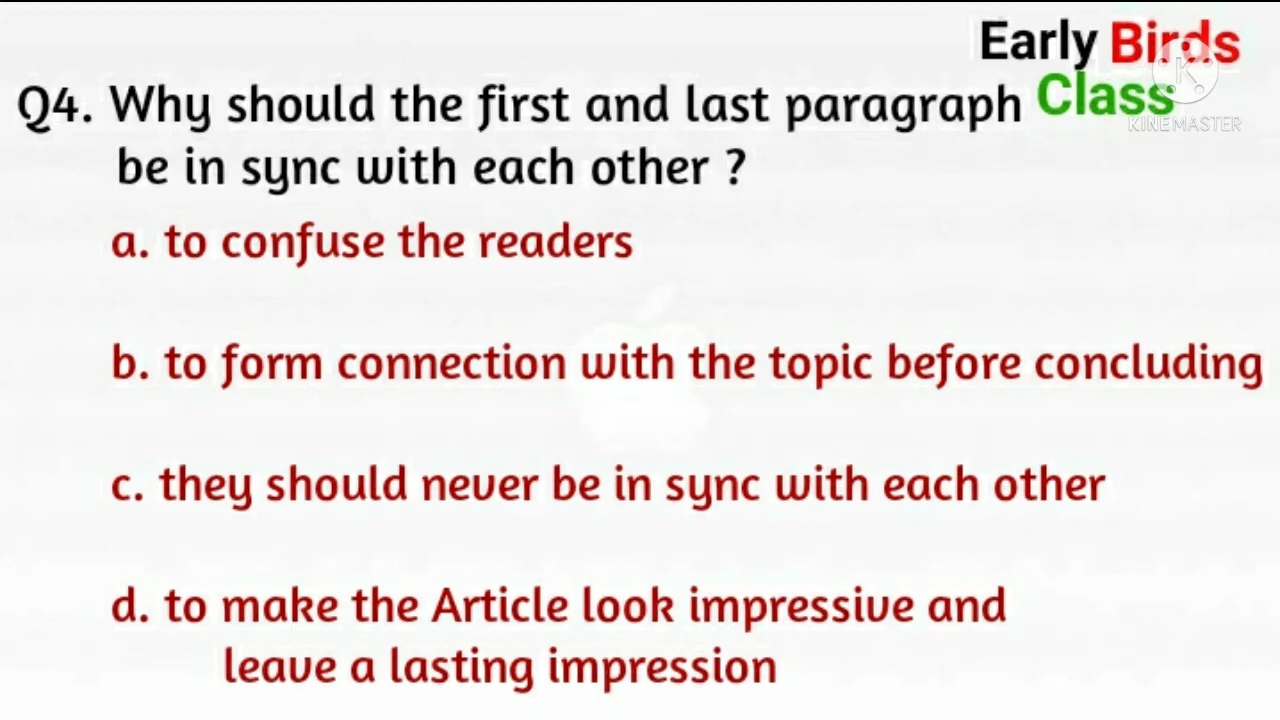 Early Birds
Class
KINEMASTER
Q4. Why should the first and last paragraph
be in sync with each other ?
a. to confuse the readers
b. to form connection with the topic before concluding
c. they should never be in sync with each other
d. to make the Article look impressive and
leave a lasting impression